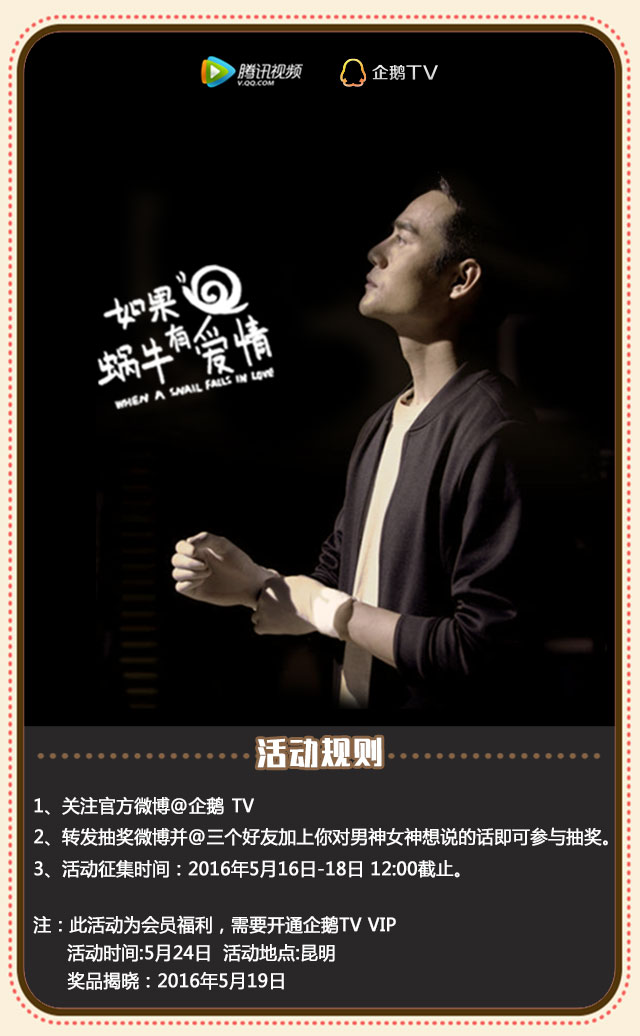 腾讯视频
V.QQ.COM
企鹅TV
如果
蜗牛有爱情
WHEN A SNAIL FALLS IN LOVE
活动规则
1、关注官方微博@企鹅 TV
2、转发抽奖微博并@三个好友加上你对男神女神想说的话即可参与抽奖。
3、活动征集时间：2016年5月16日-18日 12:00截止。
注：此活动为会员福利，需要开通企鹅TV VIP
活动时间:5月24日 活动地点:昆明
奖品揭晓：2016年5月19日